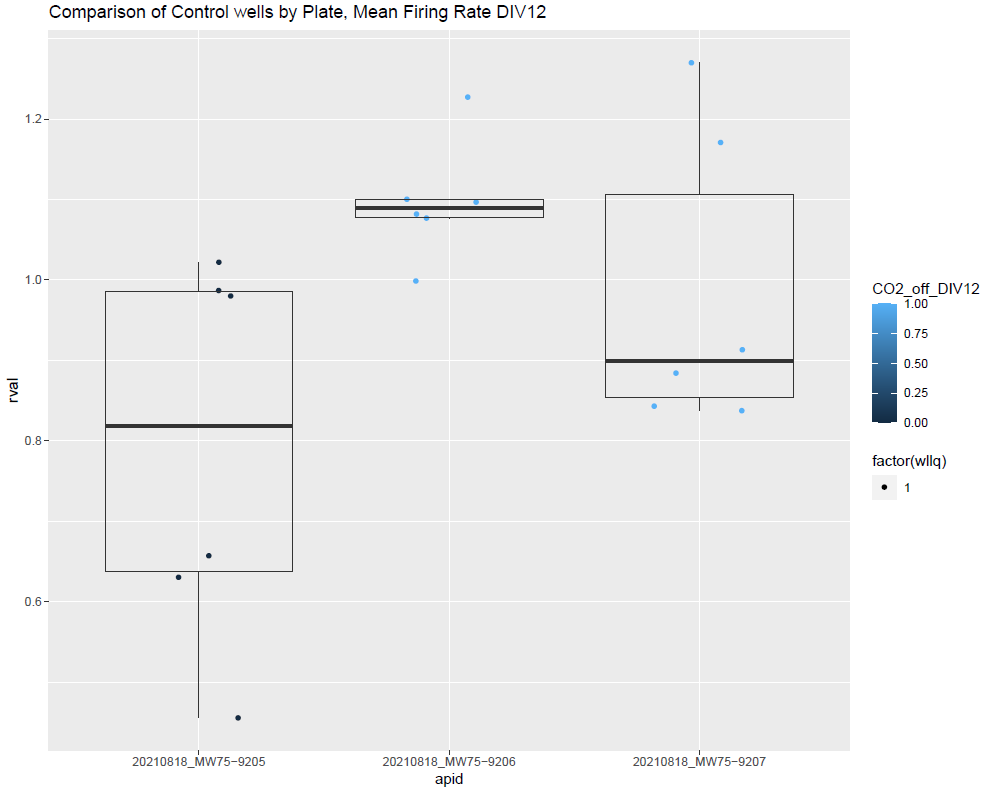 Comparison of Control wells by Plate, Mean Firing Rate DIV12
1.2
1.0
0.8
0.6
rval
20210818_MW75−9205
20210818_MW75−9206
20210818_MW75−9207
apid
CO2_off_DIV12
1.00
0.75
0.50
0.25
0.00
factor(wllq)
1